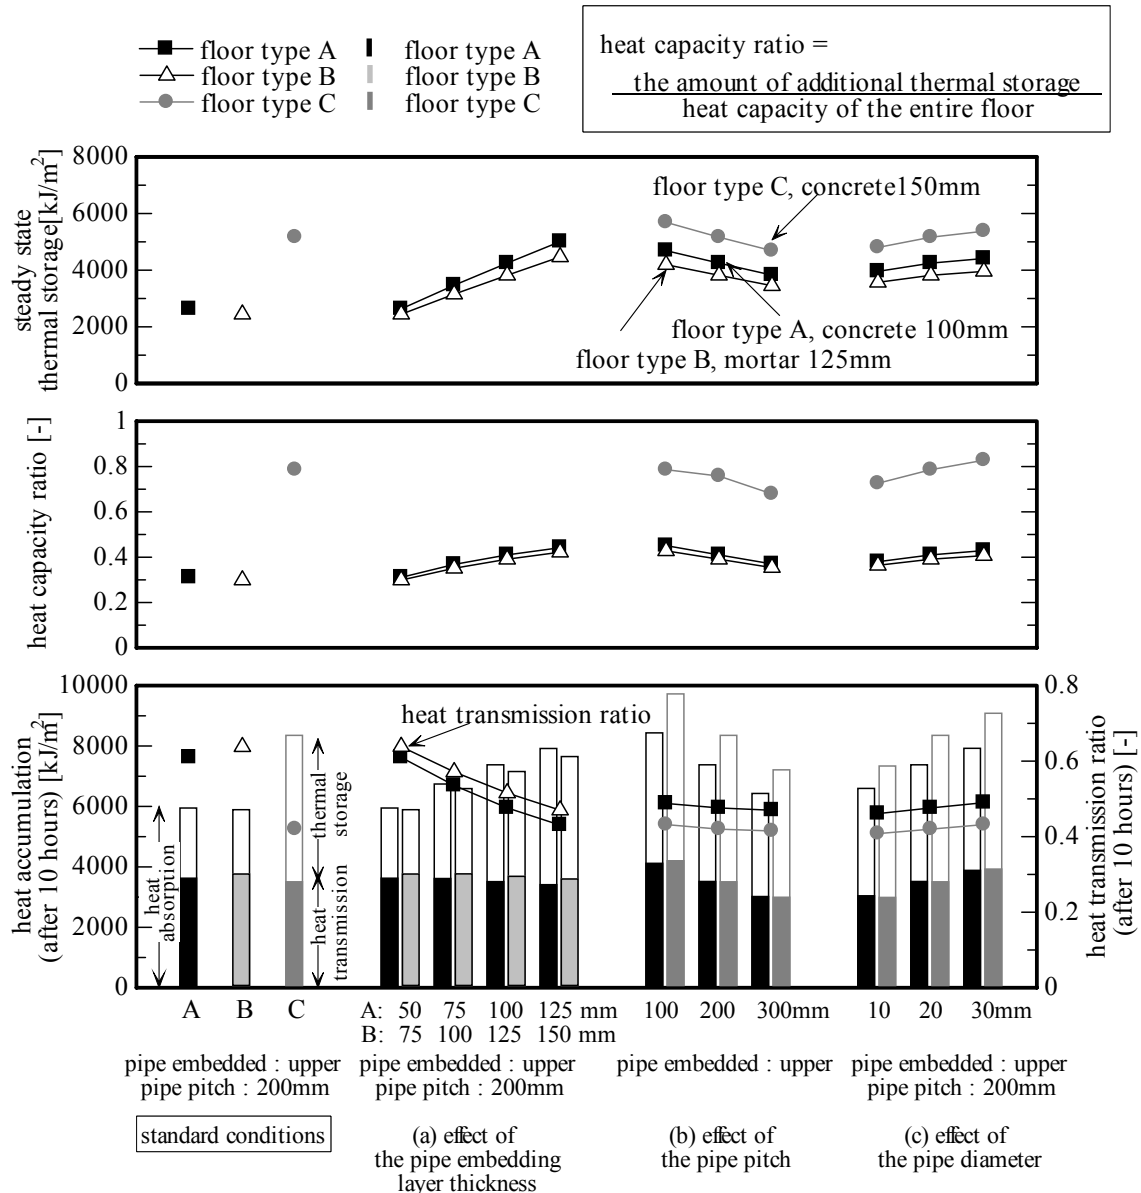 floor type A
floor type B
floor type C
floor type A
floor type B
floor type C
heat capacity ratio =
the amount of additional thermal storage
heat capacity of the entire floor
steady state
thermal storage[kJ/m²]
8000
6000
4000
2000
0
floor type C, concrete150mm
floor type A, concrete 100mm
floor type B, mortar 125mm
heat capacity ratio [-]
1
0.8
0.6
0.4
0.2
0
heat accumulation
(after 10 hours) [kJ/m²]
10000
8000
6000
4000
2000
0
heat transmission ratio
heat
absorption
thermal
storage
heat
transmission
0.8
0.6
0.4
0.2
0
heat transmission ratio
(after 10 hours) [-]
A B C
A: 50 75 100 125 mm
B: 75 100 125 150 mm
100 200 300mm
10 20 30mm
pipe embedded : upper
pipe pitch : 200mm
pipe embedded : upper
pipe pitch : 200mm
pipe embedded : upper
pipe embedded : upper
pipe pitch : 200mm
standard conditions
(a) effect of
the pipe embedding
layer thickness
(b) effect of
the pipe pitch
(c) effect of
the pipe diameter